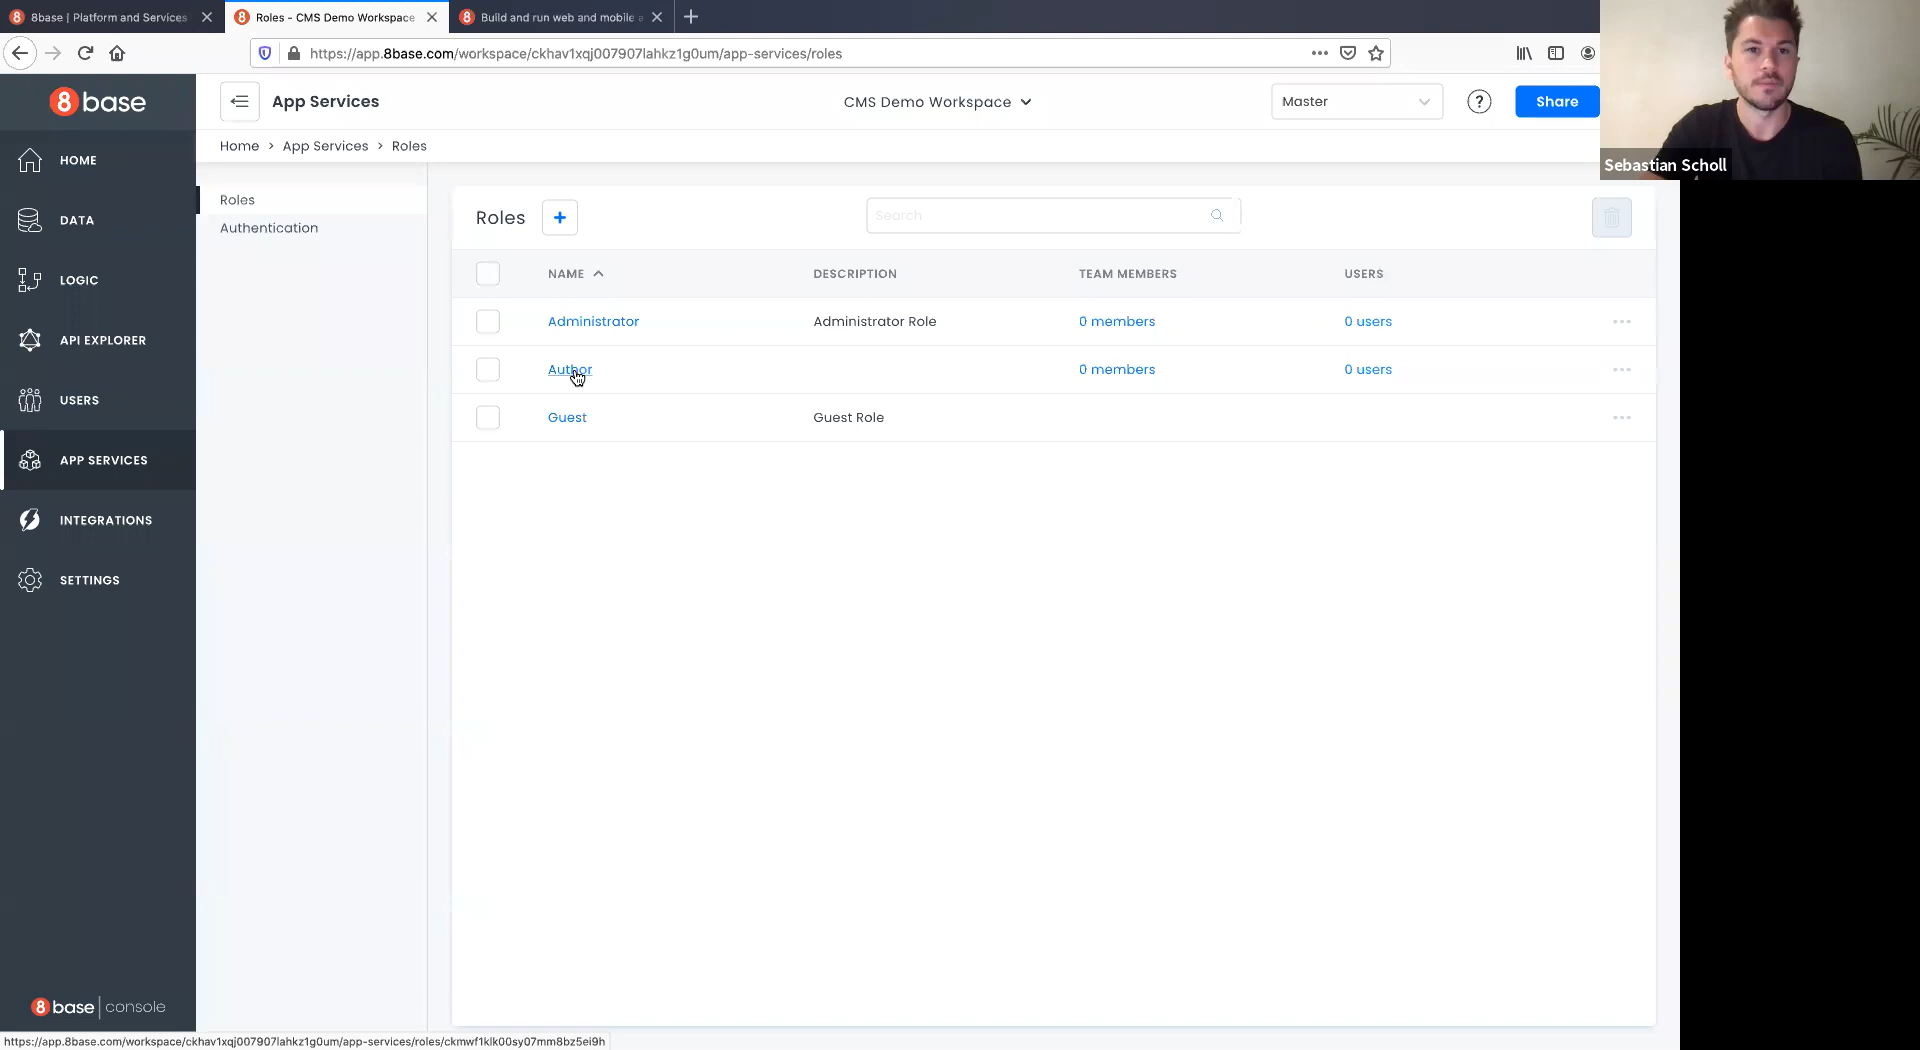 8base | Platform and Services
Roles - CMS Demo Workspace
Build and run web and mobile a
https://app.8base.com/workspace/ckhav1xqj007907lahkz1g0um/app-services/roles
8base
App Services
CMS Demo Workspace
Master
?
Share
Sebastian Scholl
Home > App Services > Roles
HOME
DATA
LOGIC
API EXPLORER
USERS
APP SERVICES
INTEGRATIONS
SETTINGS
Roles
Authentication
Roles +
Search
NAME DESCRIPTION TEAM MEMBERS USERS
Administrator Administrator Role 0 members 0 users
Author 0 members 0 users
Guest Guest Role
8base | console
https://app.8base.com/workspace/ckhav1xqj007907lahkz1g0um/app-services/roles/ckmwf1klk00sy07mm8bz5ei9h